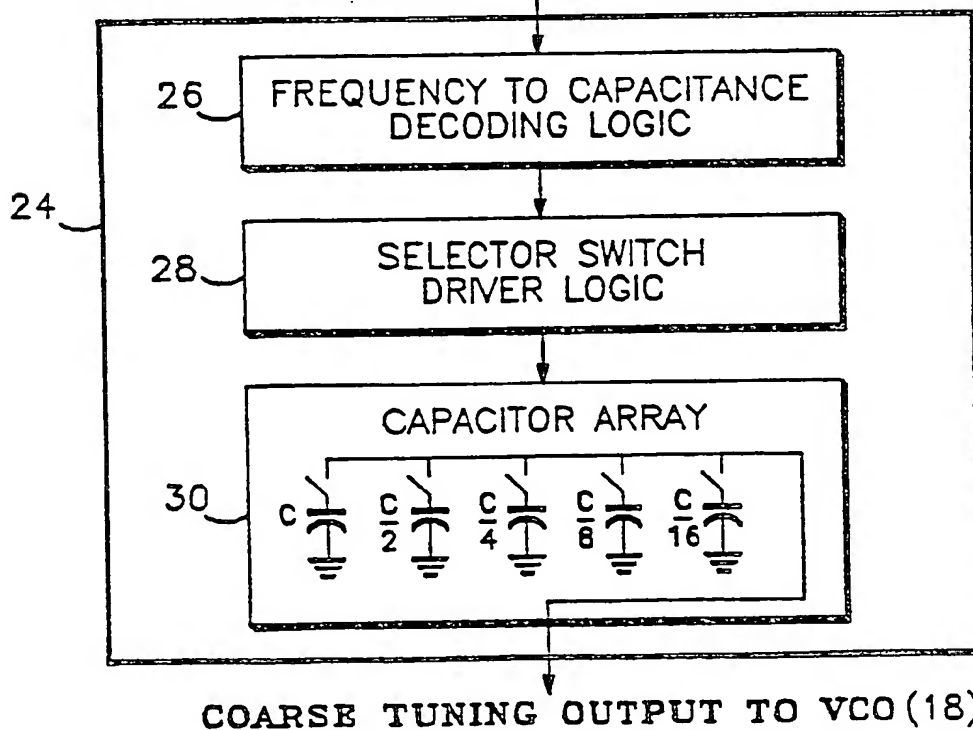 26
FREQUENCY TO CAPACITANCE
DECODING LOGIC
24
28
SELECTOR SWITCH
DRIVER LOGIC
CAPACITOR ARRAY
30
C
C
2
C
4
C
8
C
16
COARSE TUNING OUTPUT TO VCO (18)